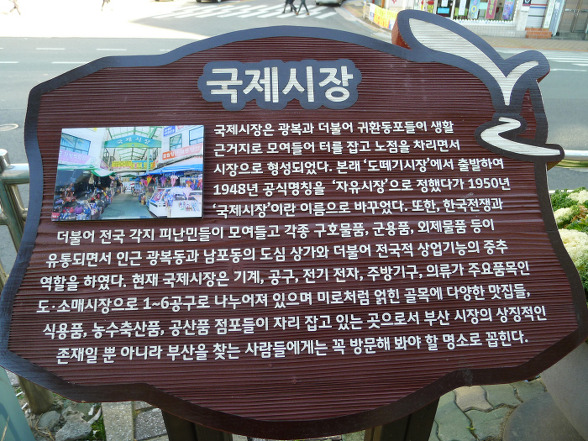 국제시장
국제시장은 광복과 더불어 귀환동포들이 생활
근거지로 모여들어 터를 잡고 노점을 차리면서
시장으로 형성되었다. 본래 ‘도떼기시장’에서 출발하여
1948년 공식명칭을 ‘자유시장’으로 정했다가 1950년
‘국제시장’이란 이름으로 바꾸었다. 또한, 한국전쟁과
더불어 전국 각지 피난민들이 모여들고 각종 구호물품, 군용품, 외제물품 등이
유통되면서 인근 광복동과 남포동의 도심 상가와 더불어 전국적 상업기능의 중추
역할을 하였다. 현재 국제시장은 기계, 공구, 전기 전자, 주방기구, 의류가 주요품목인
도·소매시장으로 1~6공구로 나누어져 있으며 미로처럼 얽힌 골목에 다양한 맛집들,
식용품, 농수축산품, 공산품 점포들이 자리 잡고 있는 곳으로서 부산 시장의 상징적인
존재일 뿐 아니라 부산을 찾는 사람들에게는 꼭 방문해 봐야 할 명소로 꼽힌다.